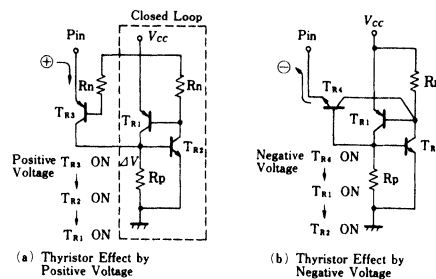 Closed Loop
Pin
Vcc
⊕
Rn
Rn
TR3
TR1
TR2
Positive
Voltage
TR3 ON
ΔV
Rp
TR2 ON
TR1 ON
(a) Thyristor Effect by
Positive Voltage
Pin
Vcc
⊖
TR4
TR1
Negative
Voltage
TR4 ON
Rp
TR1 ON
TR2 ON
(b) Thyristor Effect by
Negative Voltage